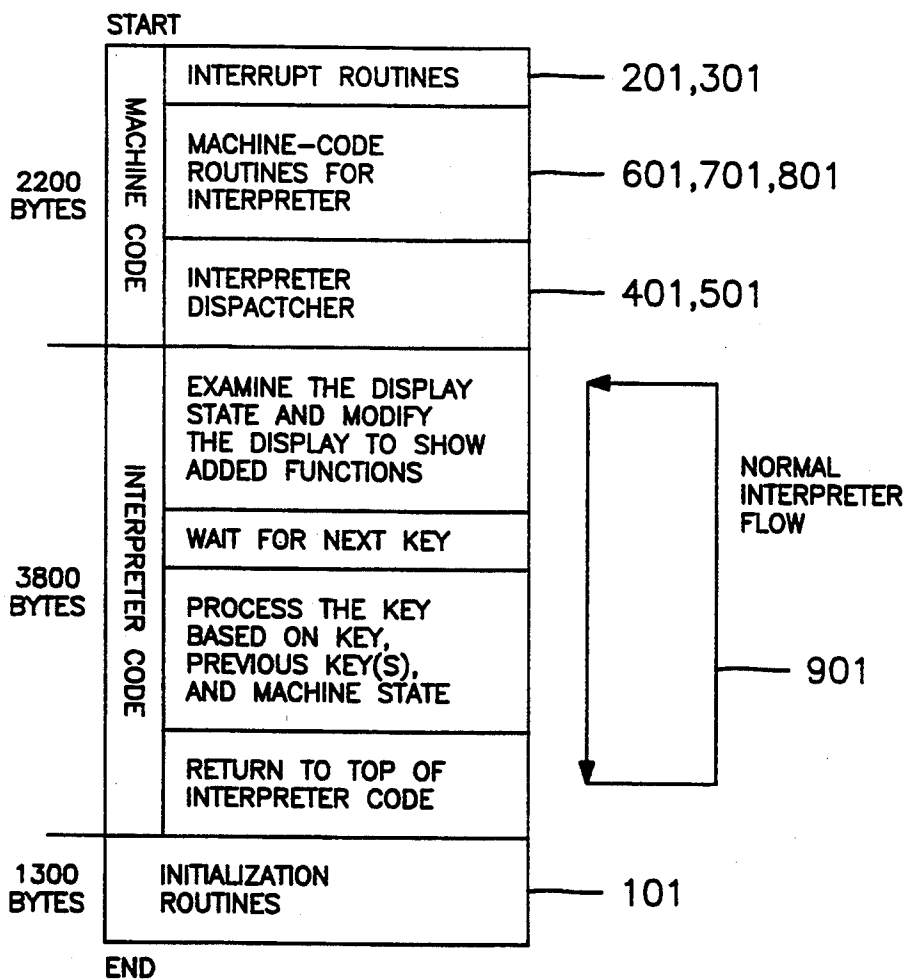 START
MACHINE CODE
INTERRUPT ROUTINES
201,301
2200
BYTES
MACHINE-CODE
ROUTINES FOR
INTERPRETER
601,701,801
INTERPRETER
DISPACTCHER
401,501
3800
BYTES
INTERPRETER CODE
EXAMINE THE DISPLAY
STATE AND MODIFY
THE DISPLAY TO SHOW
ADDED FUNCTIONS
WAIT FOR NEXT KEY
PROCESS THE KEY
BASED ON KEY,
PREVIOUS KEY(S),
AND MACHINE STATE
RETURN TO TOP OF
INTERPRETER CODE
NORMAL
INTERPRETER
FLOW
901
1300
BYTES
INITIALIZATION
ROUTINES
101
END